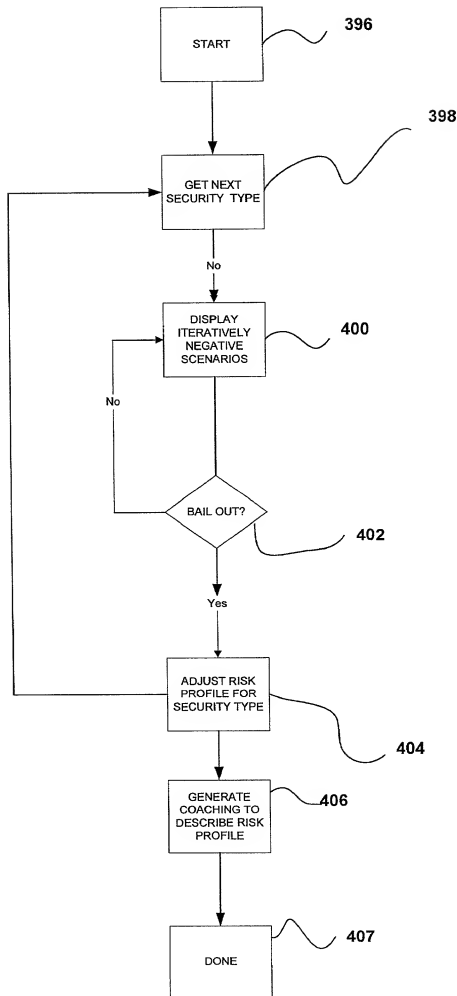 START
396
398
GET NEXT
SECURITY TYPE
No
DISPLAY
ITERATIVELY
NEGATIVE
SCENARIOS
400
No
BAIL OUT?
402
Yes
ADJUST RISK
PROFILE FOR
SECURITY TYPE
404
GENERATE
COACHING TO
DESCRIBE RISK
PROFILE
406
DONE
407